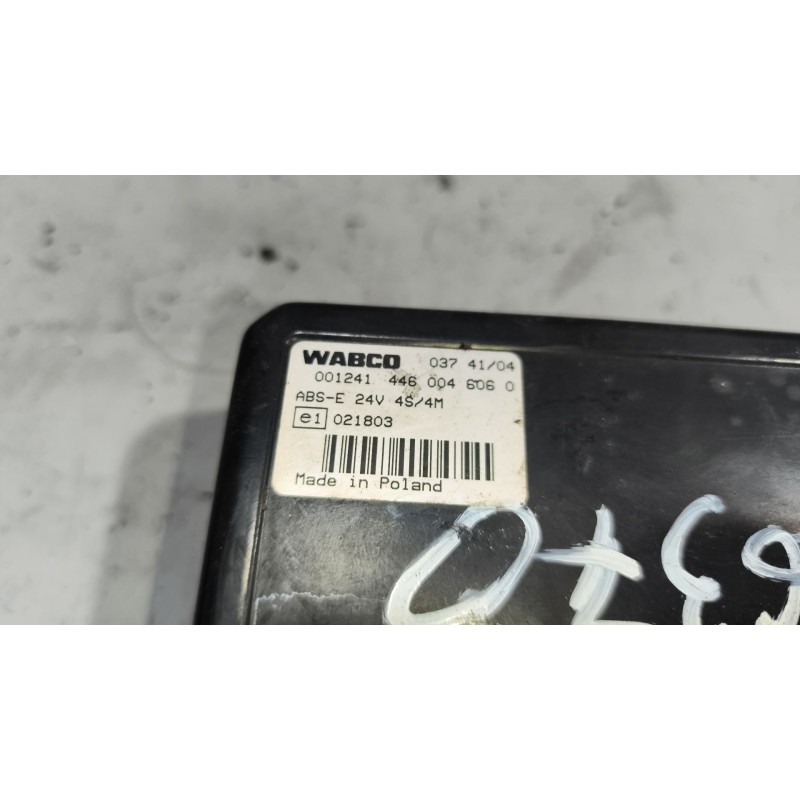 WABCO 037 41/04
001241 446 004 606 0
ABS-E 24V 4S/4M
e1 021803
Made in Poland